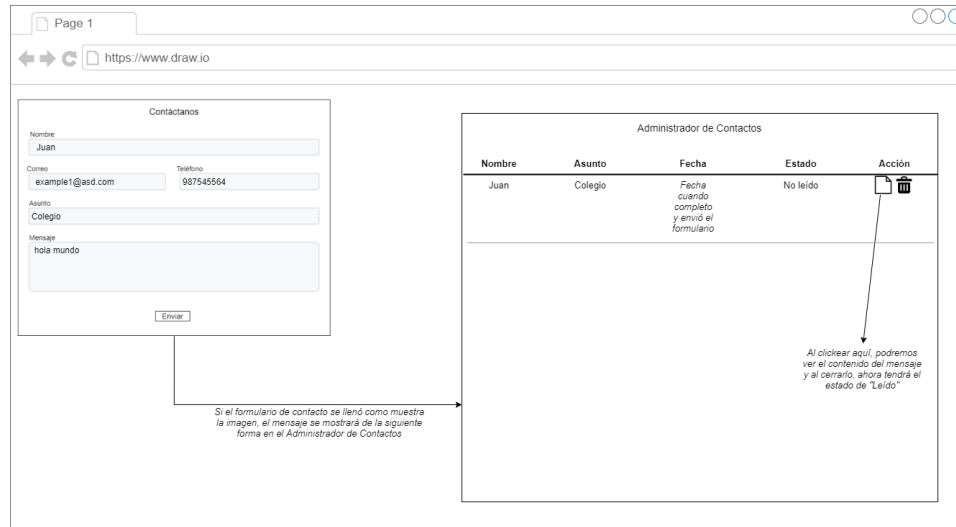 Page 1
https://www.draw.io
Contáctanos
Nombre
Juan
Correo
Teléfono
example1@asd.com
987545564
Asunto
Colegio
Mensaje
hola mundo
Enviar
Si el formulario de contacto se llenó como muestra
la imagen, el mensaje se mostrará de la siguiente
forma en el Administrador de Contactos
Administrador de Contactos
Nombre Asunto Fecha Estado Acción
Juan Colegio Fecha No leído
cuando
completo
y envió el
formulario
Al clickear aquí, podremos
ver el contenido del mensaje
y al cerrarlo, ahora tendrá el
estado de "Leído"